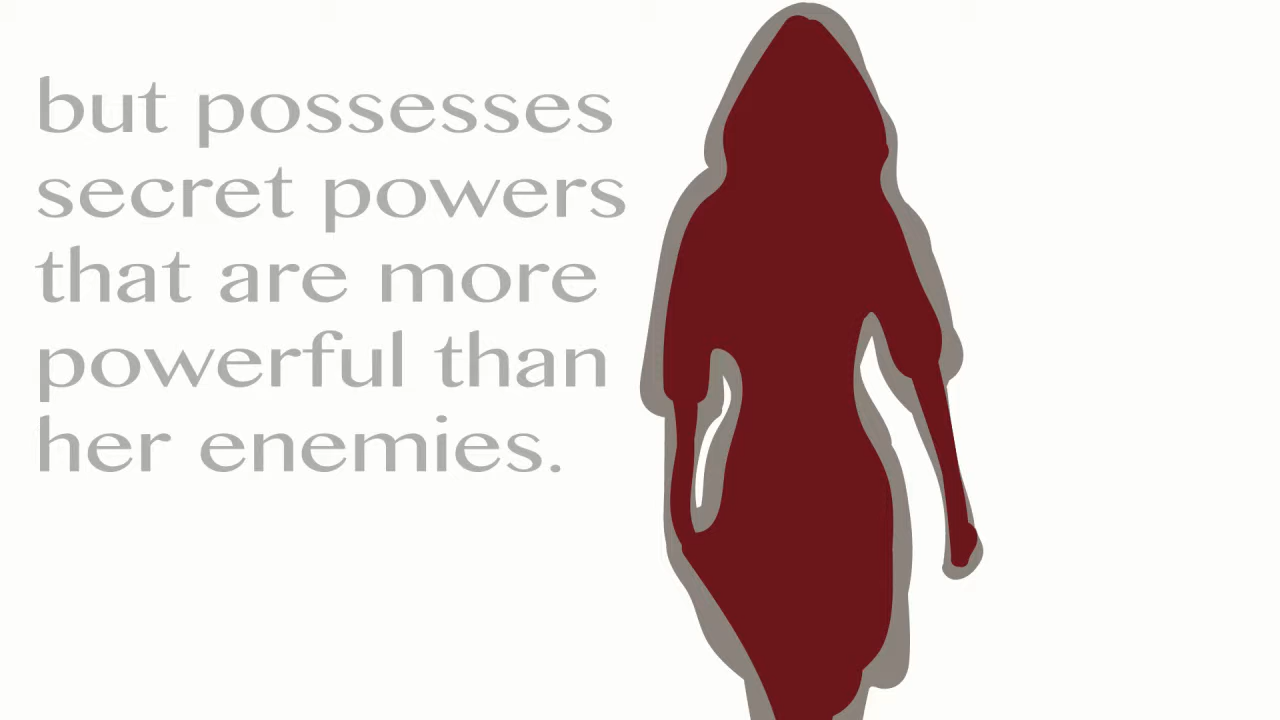 but possesses
secret powers
that are more
powerful than
her enemies.